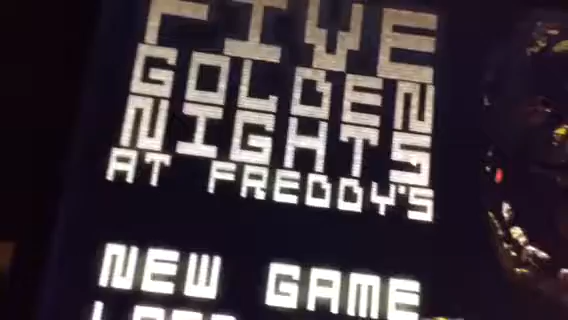 FIVE
GOLDEN
NIGHTS
AT FREDDY'S
NEW GAME